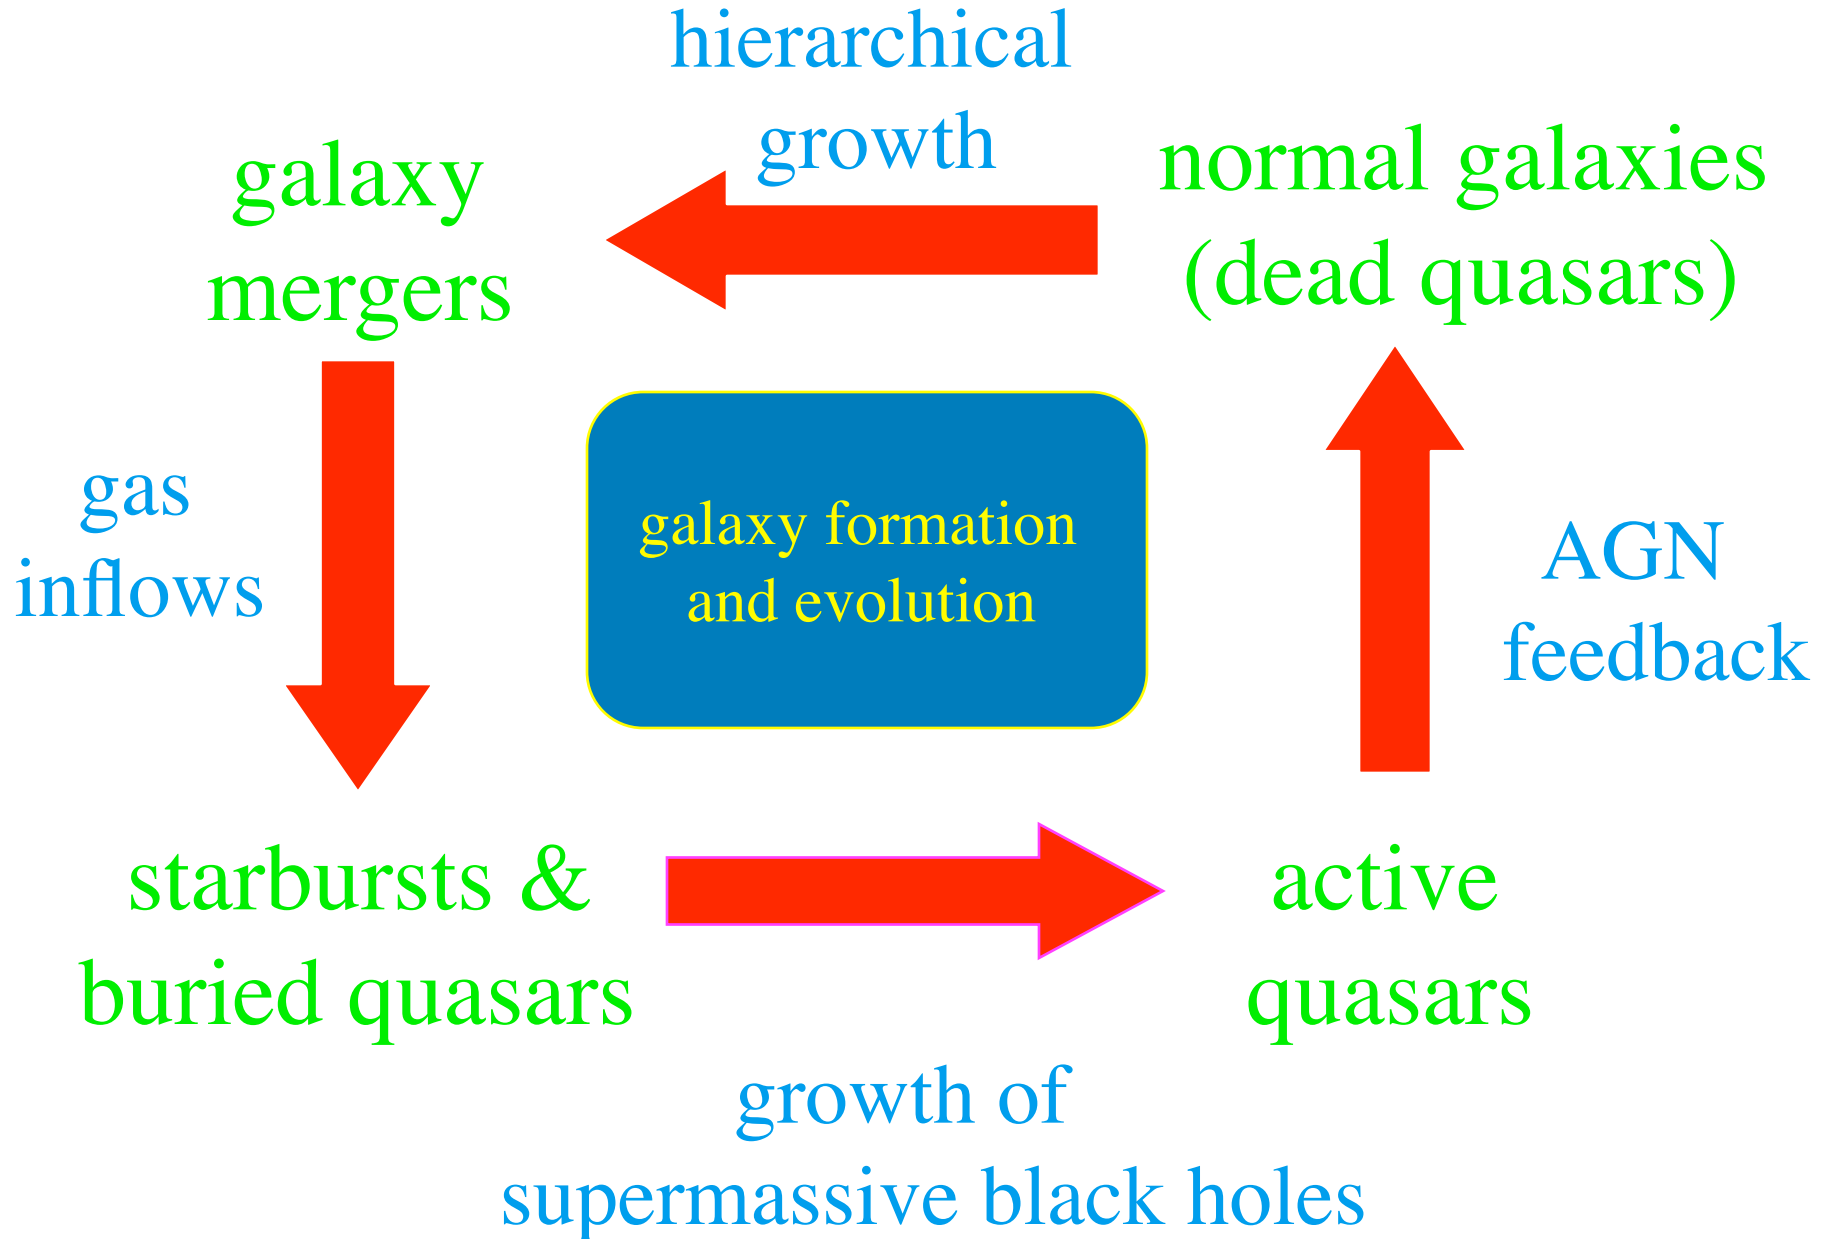 hierarchical
growth
galaxy
mergers
normal galaxies
(dead quasars)
gas
inflows
galaxy formation
and evolution
AGN
feedback
starbursts &
buried quasars
active
quasars
growth of
supermassive black holes